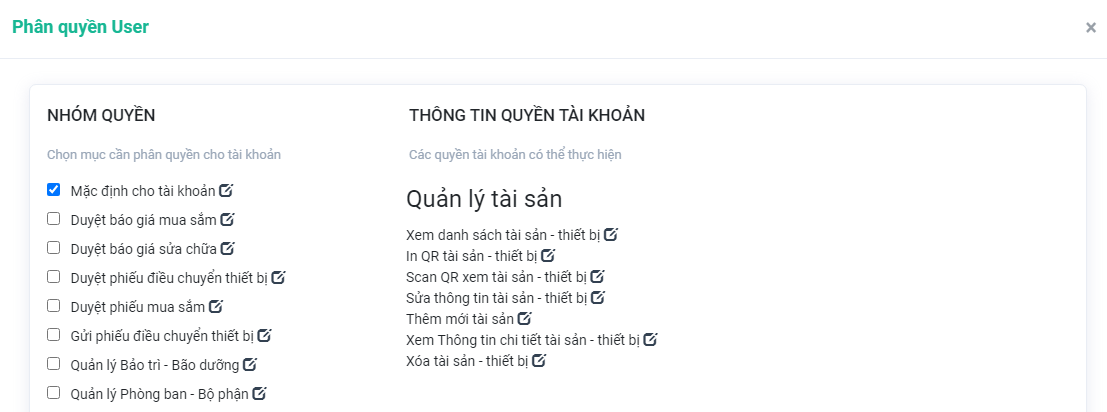 Phân quyền User
×
NHÓM QUYỀN
Chọn mục cần phân quyền cho tài khoản
Mặc định cho tài khoản
Duyệt báo giá mua sắm
Duyệt báo giá sửa chữa
Duyệt phiếu điều chuyển thiết bị
Duyệt phiếu mua sắm
Gửi phiếu điều chuyển thiết bị
Quản lý Bảo trì - Bão dưỡng
Quản lý Phòng ban - Bộ phận
THÔNG TIN QUYỀN TÀI KHOẢN
Các quyền tài khoản có thể thực hiện
Quản lý tài sản
Xem danh sách tài sản - thiết bị
In QR tài sản - thiết bị
Scan QR xem tài sản - thiết bị
Sửa thông tin tài sản - thiết bị
Thêm mới tài sản
Xem Thông tin chi tiết tài sản - thiết bị
Xóa tài sản - thiết bị